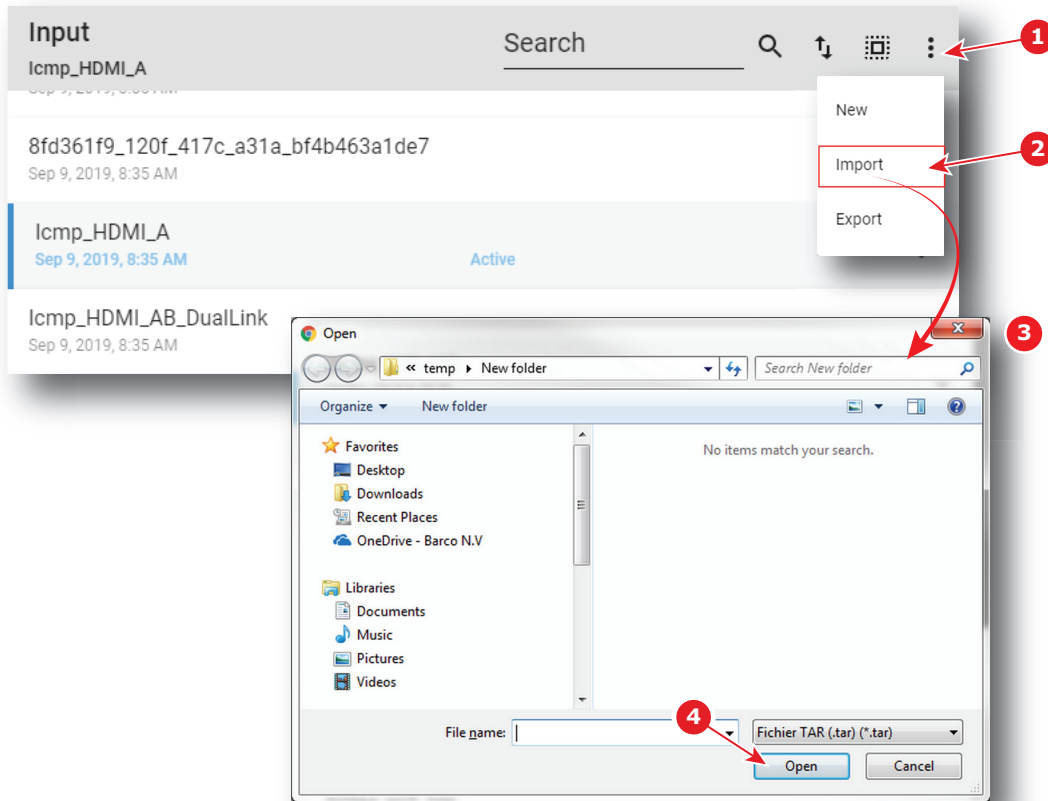 Input
Icmp_HDMI_A
Search
1
New
Import
2
Export
8fd361f9_120f_417c_a31a_bf4b463a1de7
Sep 9, 2019, 8:35 AM
Icmp_HDMI_A
Sep 9, 2019, 8:35 AM Active
Icmp_HDMI_AB_DualLink
Sep 9, 2019, 8:35 AM
Open
3
« temp ▸ New folder
Search New folder
Organize
New folder
Favorites
Desktop
Downloads
Recent Places
OneDrive - Barco N.V
Libraries
Documents
Music
Pictures
Videos
No items match your search.
4
File name:
Fichier TAR (.tar) (*.tar)
Open
Cancel